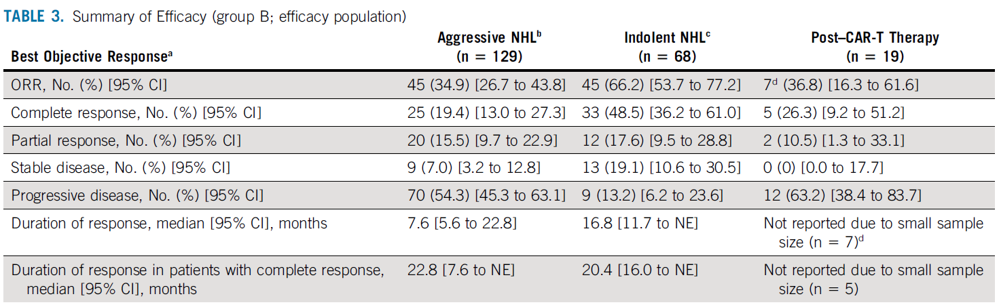 TABLE 3. Summary of Efficacy (group B; efficacy population)
Best Objective Responseᵃ Aggressive NHLᵇ (n = 129) Indolent NHLᶜ (n = 68) Post–CAR-T Therapy (n = 19)
ORR, No. (%) [95% CI] 45 (34.9) [26.7 to 43.8] 45 (66.2) [53.7 to 77.2] 7ᵈ (36.8) [16.3 to 61.6]
Complete response, No. (%) [95% CI] 25 (19.4) [13.0 to 27.3] 33 (48.5) [36.2 to 61.0] 5 (26.3) [9.2 to 51.2]
Partial response, No. (%) [95% CI] 20 (15.5) [9.7 to 22.9] 12 (17.6) [9.5 to 28.8] 2 (10.5) [1.3 to 33.1]
Stable disease, No. (%) [95% CI] 9 (7.0) [3.2 to 12.8] 13 (19.1) [10.6 to 30.5] 0 (0) [0.0 to 17.7]
Progressive disease, No. (%) [95% CI] 70 (54.3) [45.3 to 63.1] 9 (13.2) [6.2 to 23.6] 12 (63.2) [38.4 to 83.7]
Duration of response, median [95% CI], months 7.6 [5.6 to 22.8] 16.8 [11.7 to NE] Not reported due to small sample
size (n = 7)ᵈ
Duration of response in patients with complete response, 22.8 [7.6 to NE] 20.4 [16.0 to NE] Not reported due to small sample
median [95% CI], months size (n = 5)